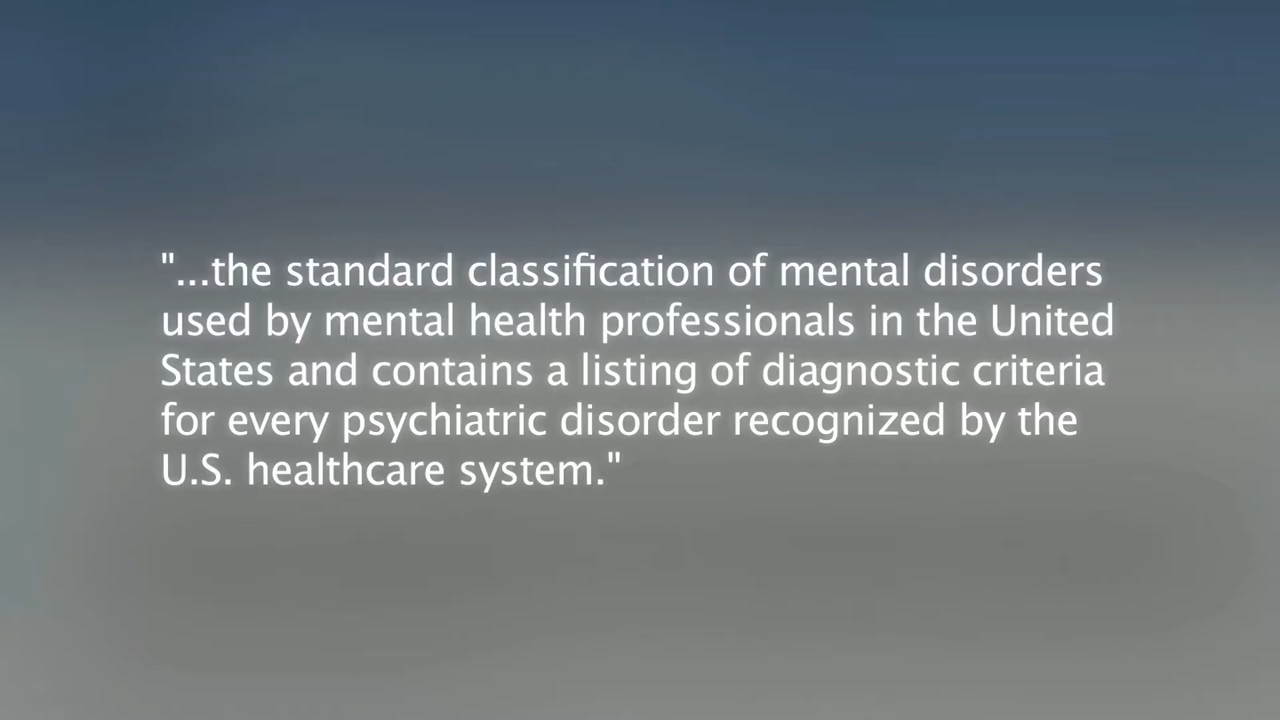 "...the standard classification of mental disorders
used by mental health professionals in the United
States and contains a listing of diagnostic criteria
for every psychiatric disorder recognized by the
U.S. healthcare system."